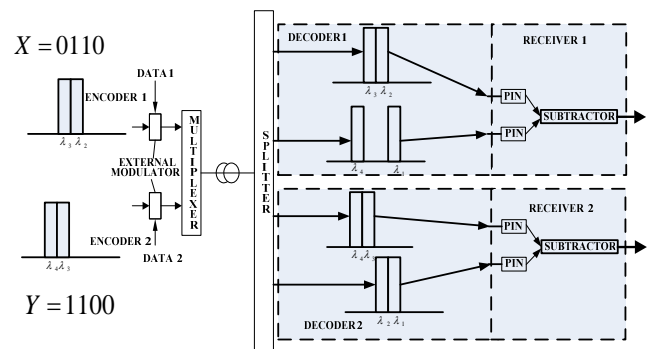 X = 0110
DATA 1
ENCODER 1
λ3 λ2
EXTERNAL
MODULATOR
λ4 λ3
ENCODER 2
DATA 2
Y = 1100
MULTIPLEXER
SPLITTER
DECODER1
λ3 λ2
λ4 λ1
RECEIVER 1
PIN
PIN
SUBTRACTOR
λ4 λ3
λ2 λ1
DECODER2
RECEIVER 2
PIN
PIN
SUBTRACTOR